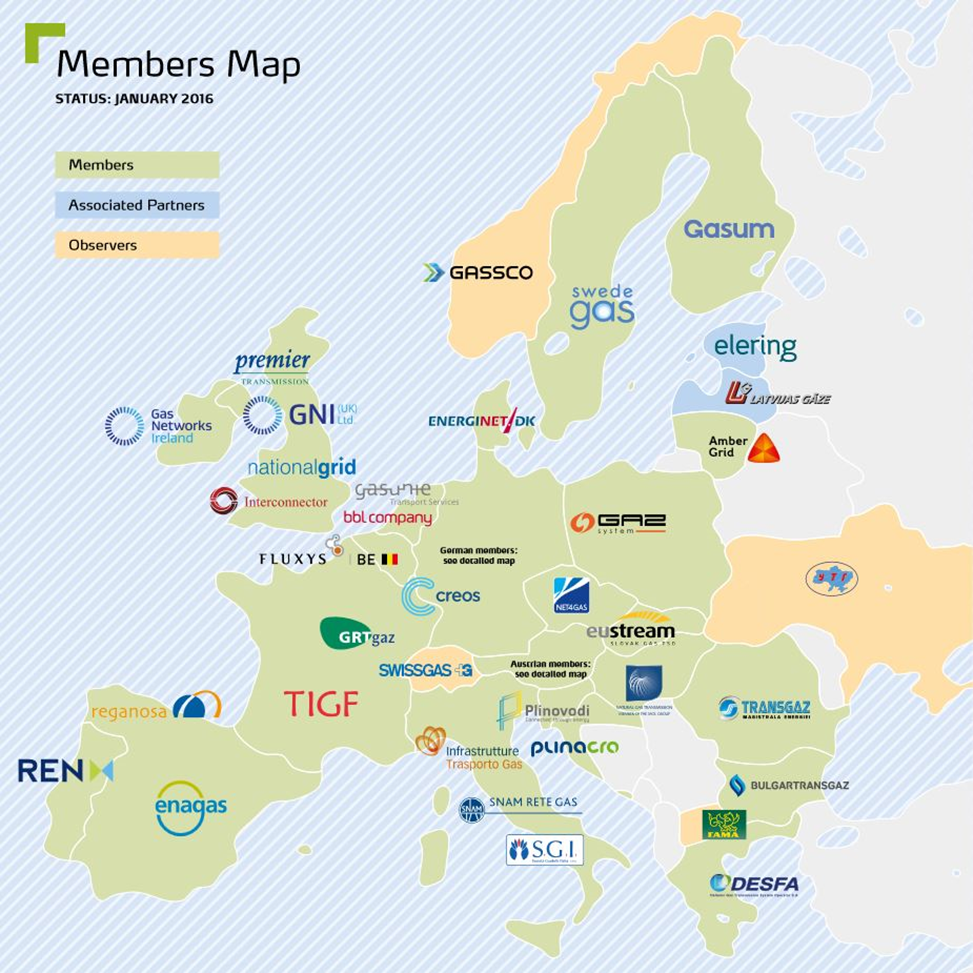 Members Map
STATUS: JANUARY 2016
Members
Associated Partners
Observers
Gasum
GASSCO
swede
gas
elering
premier
TRANSMISSION
LATVIJAS GĀZE
Gas
Networks
Ireland
GNI (UK)
Ltd.
ENERGINET/DK
Amber
Grid
nationalgrid
gasunie
Transport Services
Interconnector
bbl company
GAZ
system
FLUXYS BE
German members:
see detailed map
УТГ
creos
NET4GAS
eustream
SLOVAK GAS TSO
GRTgaz
SWISSGAS
Austrian members:
see detailed map
TIGF
reganosa
Plinovodi
TRANSGAZ
Infrastrutture
Trasporto Gas
plinacro
REN
enagas
BULGARTRANSGAZ
SNAM RETE GAS
SNAM
GAMA
S.G.I.
DESFA